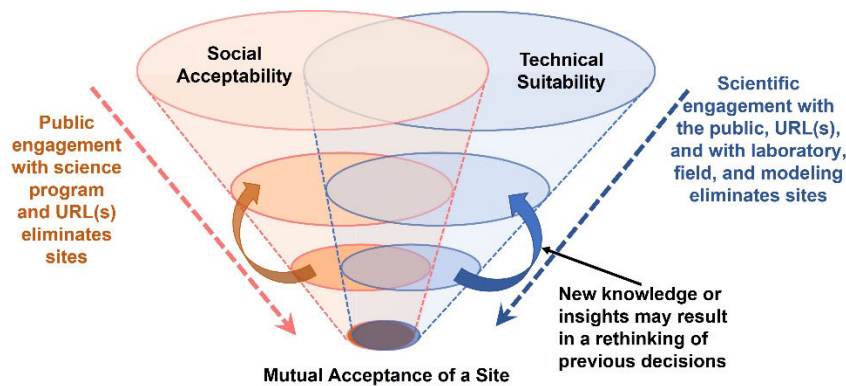 Social
Acceptability
Technical
Suitability
Public
engagement
with science
program
and URL(s)
eliminates
sites
Scientific
engagement with
the public, URL(s),
and with laboratory,
field, and modeling
eliminates sites
New knowledge or
insights may result
in a rethinking of
previous decisions
Mutual Acceptance of a Site